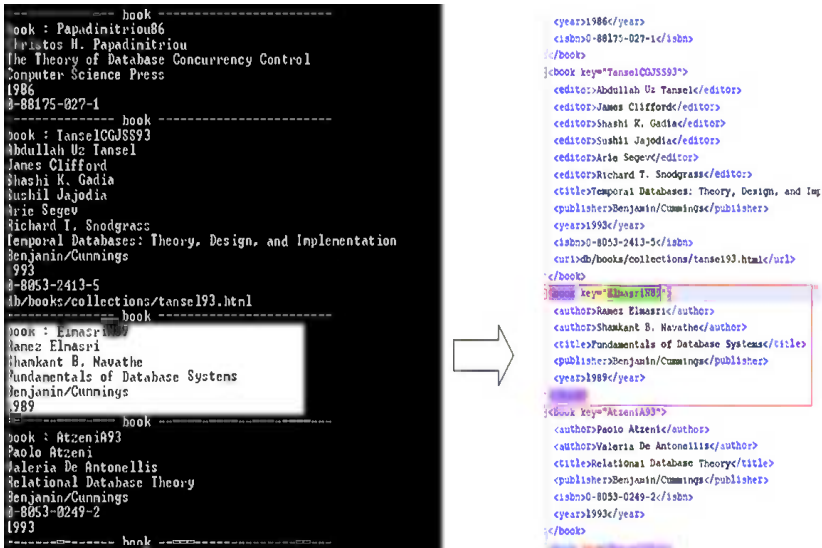 ------------- book --------------------
book : Papadimitriou86
Christos H. Papadimitriou
The Theory of Database Concurrency Control
Computer Science Press
1986
0-88175-027-1
------------- book --------------------
book : TanselCGJSS93
Abdullah Uz Tansel
James Clifford
Shashi K. Gadia
Sushil Jajodia
Arie Segev
Richard T. Snodgrass
Temporal Databases: Theory, Design, and Implementation
Benjamin/Cummings
1993
0-8053-2413-5
db/books/collections/tansel93.html
------------- book --------------------
book : ElmasriN89
Ramez Elmasri
Shamkant B. Navathe
Fundamentals of Database Systems
Benjamin/Cummings
1989
------------- book --------------------
book : AtzeniA93
Paolo Atzeni
Valeria De Antonellis
Relational Database Theory
Benjamin/Cummings
0-8053-0249-2
1993
------------- book --------------------
<year>1986</year>
<isbn>0-88175-027-1</isbn>
</book>
<book key="TanselCGJSS93">
<editor>Abdullah Uz Tansel</editor>
<editor>James Clifford</editor>
<editor>Shashi K. Gadia</editor>
<editor>Sushil Jajodia</editor>
<editor>Arie Segev</editor>
<editor>Richard T. Snodgrass</editor>
<title>Temporal Databases: Theory, Design, and Imp
<publisher>Benjamin/Cummings</publisher>
<year>1993</year>
<isbn>0-8053-2413-5</isbn>
<url>db/books/collections/tansel93.html</url>
</book>
<book key="ElmasriN89">
<author>Ramez Elmasri</author>
<author>Shamkant B. Navathe</author>
<title>Fundamentals of Database Systems</title>
<publisher>Benjamin/Cummings</publisher>
<year>1989</year>
<book key="AtzeniA93">
<author>Paolo Atzeni</author>
<author>Valeria De Antonellis</author>
<title>Relational Database Theory</title>
<publisher>Benjamin/Cummings</publisher>
<isbn>0-8053-0249-2</isbn>
<year>1993</year>
</book>